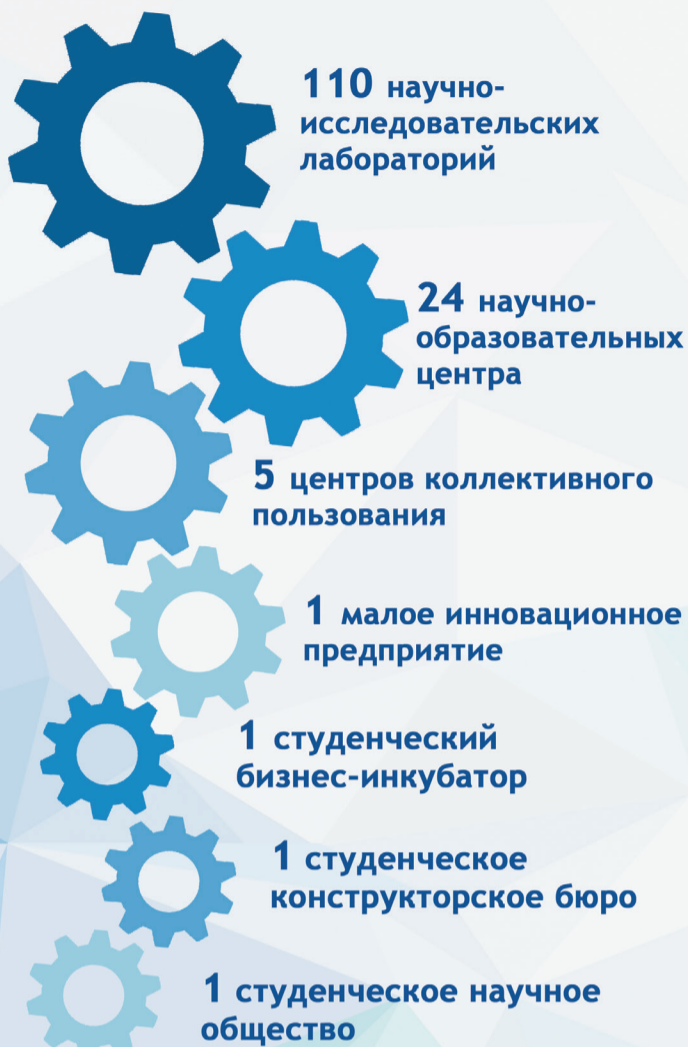 110 научно-
исследовательских
лабораторий
24 научно-
образовательных
центра
5 центров коллективного
пользования
1 малое инновационное
предприятие
1 студенческий
бизнес-инкубатор
1 студенческое
конструкторское бюро
1 студенческое научное
общество